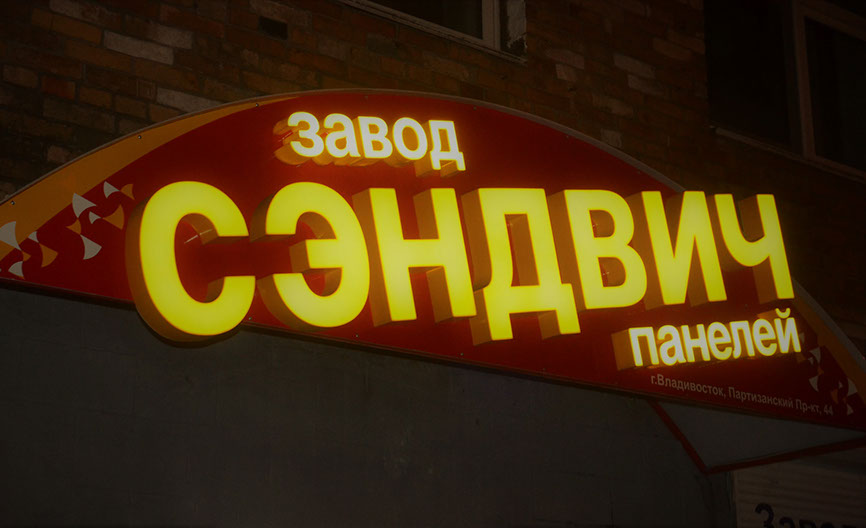 завод
СЭНДВИЧ
панелей
г.Владивосток, Партизанский Пр-кт, 44